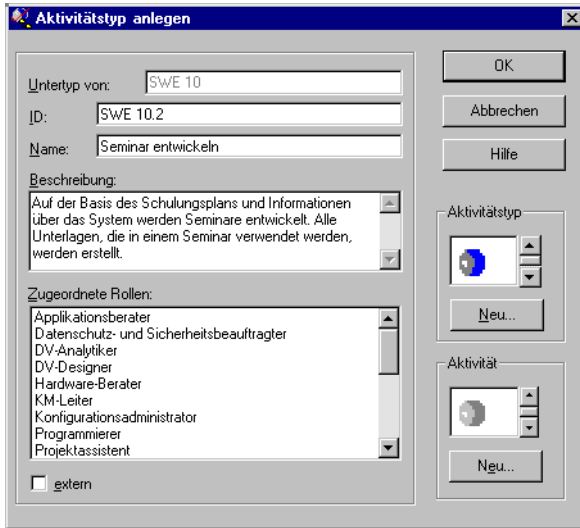 Aktivitätstyp anlegen
Untertyp von: SWE 10
ID: SWE 10.2
Name: Seminar entwickeln
Beschreibung:
Auf der Basis des Schulungsplans und Informationen
über das System werden Seminare entwickelt. Alle
Unterlagen, die in einem Seminar verwendet werden,
werden erstellt.
Zugeordnete Rollen:
Applikationsberater
Datenschutz- und Sicherheitsbeauftragter
DV-Analytiker
DV-Designer
Hardware-Berater
KM-Leiter
Konfigurationsadministrator
Programmierer
Projektassistent
extern
OK
Abbrechen
Hilfe
Aktivitätstyp
Neu...
Aktivität
Neu...